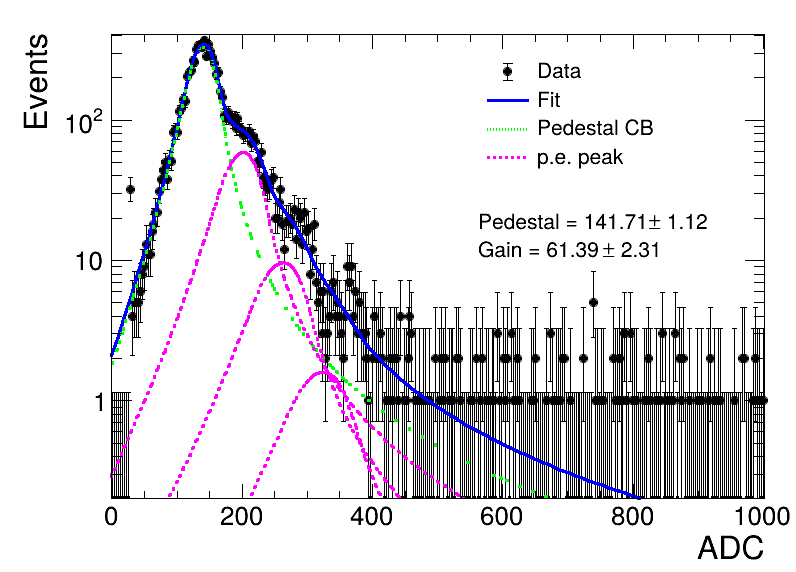 Events
Data
Fit
Pedestal CB
p.e. peak
Pedestal = 141.71± 1.12
Gain = 61.39 ± 2.31
10²
10
1
0 200 400 600 800 1000
ADC